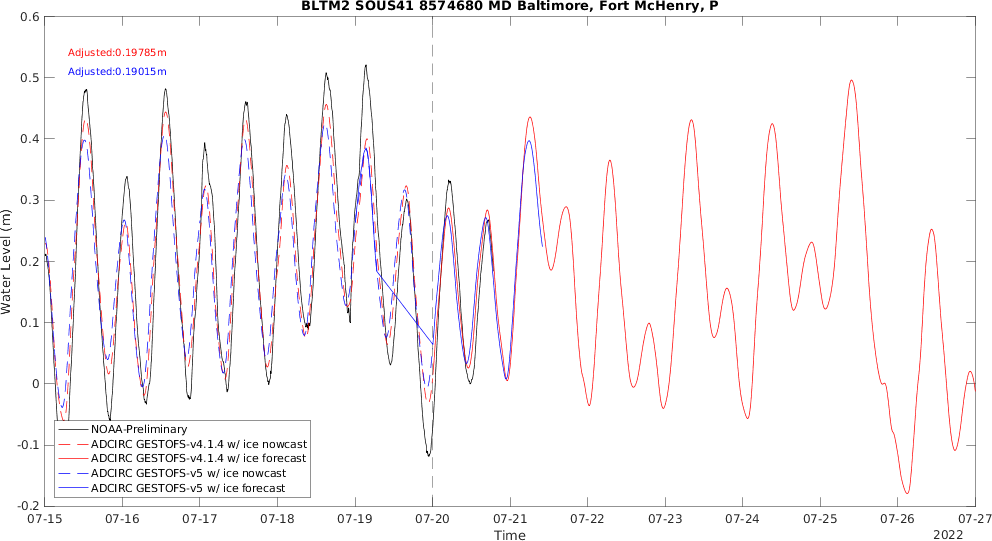 BLTM2 SOUS41 8574680 MD Baltimore, Fort McHenry, P
0.6
Adjusted:0.19785m
Adjusted:0.19015m
0.5
0.4
0.3
0.2
0.1
0
-0.1
-0.2
Water Level (m)
NOAA-Preliminary
ADCIRC GESTOFS-v4.1.4 w/ ice nowcast
ADCIRC GESTOFS-v4.1.4 w/ ice forecast
ADCIRC GESTOFS-v5 w/ ice nowcast
ADCIRC GESTOFS-v5 w/ ice forecast
07-15 07-16 07-17 07-18 07-19 07-20 07-21 07-22 07-23 07-24 07-25 07-26 07-27
Time
2022